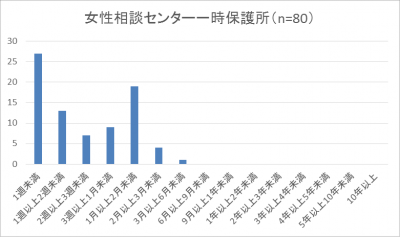 女性相談センター一時保護所(n=80)
30
25
20
15
10
5
0
1週未満
1週以上2週未満
2週以上3週未満
3週以上1月未満
1月以上2月未満
2月以上3月未満
3月以上6月未満
6月以上9月未満
9月以上1年未満
1年以上2年未満
2年以上3年未満
3年以上4年未満
4年以上5年未満
5年以上10年未満
10年以上